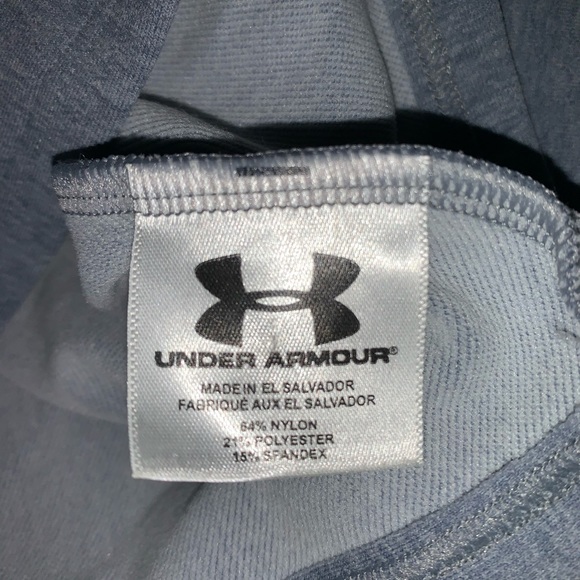 UNDER ARMOUR®
MADE IN EL SALVADOR
FABRIQUÉ AUX EL SALVADOR
64% NYLON
21% POLYESTER
15% SPANDEX